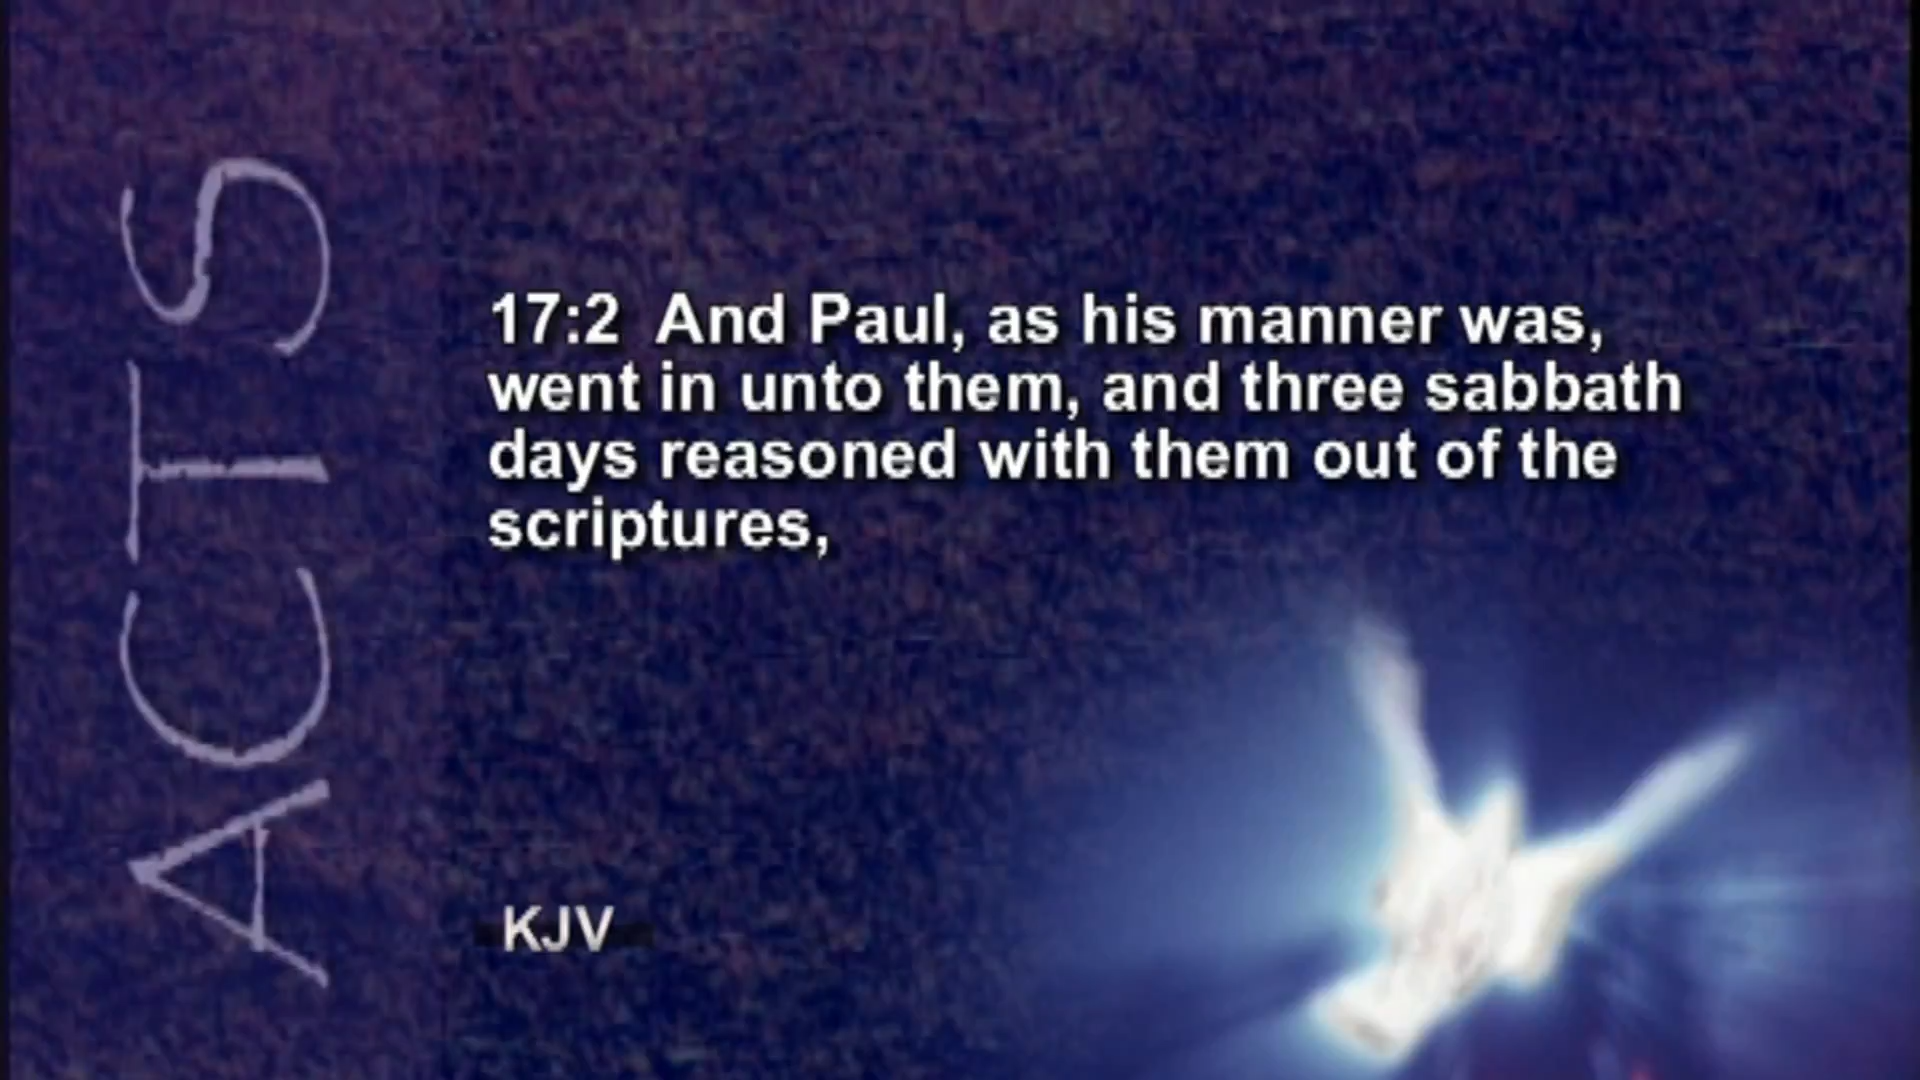 ACTS
17:2 And Paul, as his manner was,
went in unto them, and three sabbath
days reasoned with them out of the
scriptures,
KJV